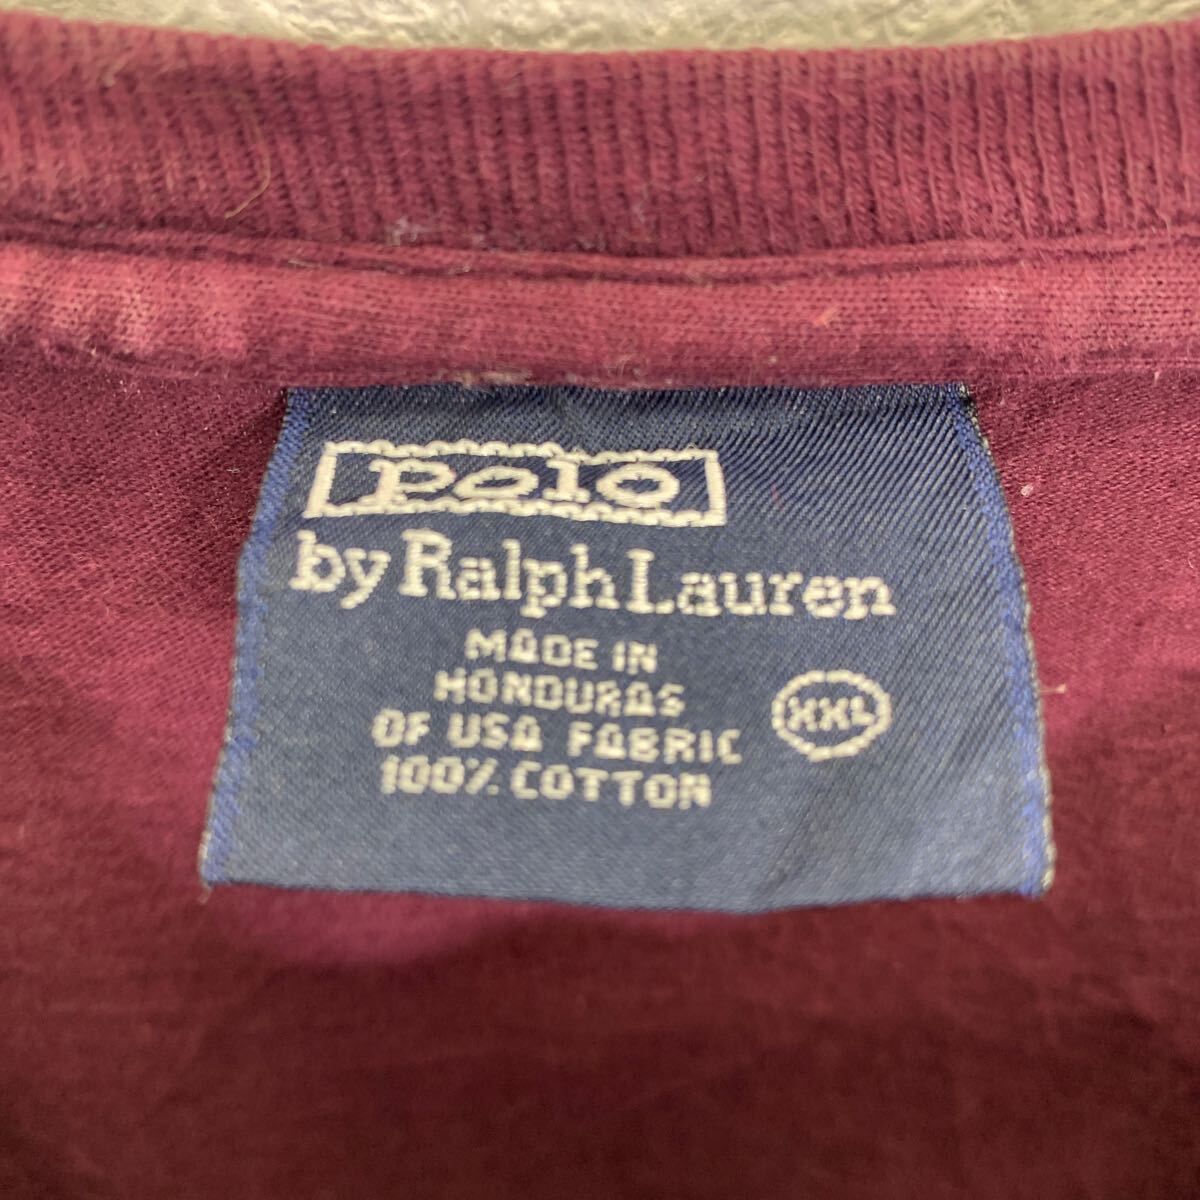 Polo
by Ralph Lauren
MADE IN
HONDURAS
OF USA FABRIC
100% COTTON
XXL